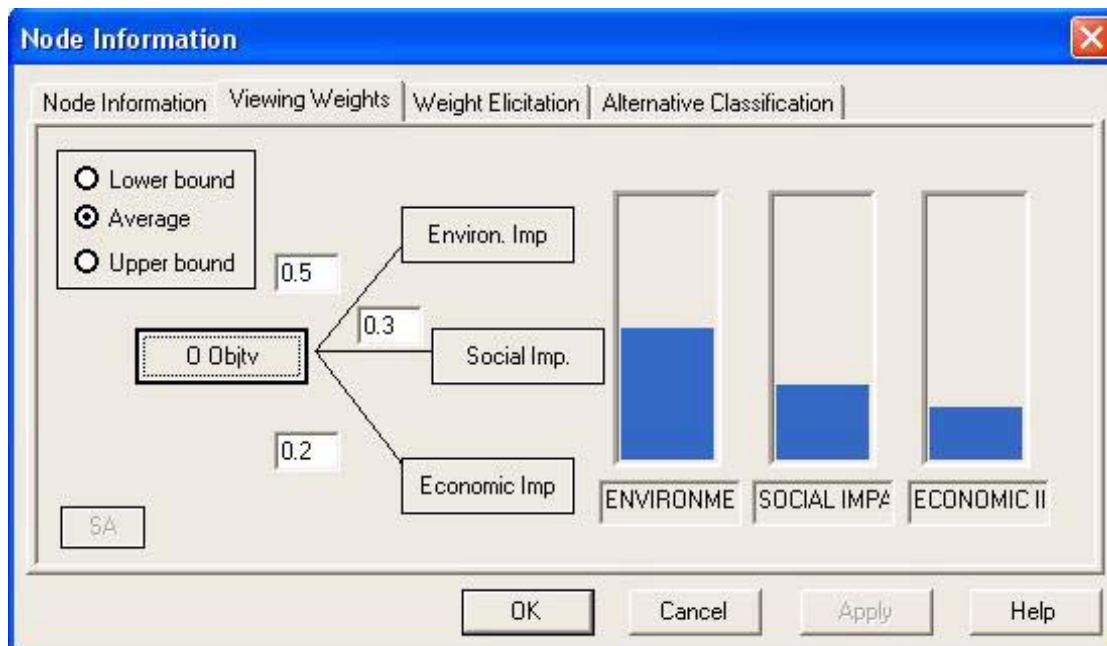 Node Information
Node Information Viewing Weights Weight Elicitation Alternative Classification
Lower bound
Average
Upper bound
0.5
Environ. Imp
0.3
O Objtv
Social Imp.
0.2
Economic Imp
ENVIRONME SOCIAL IMPA ECONOMIC II
SA
OK Cancel Apply Help